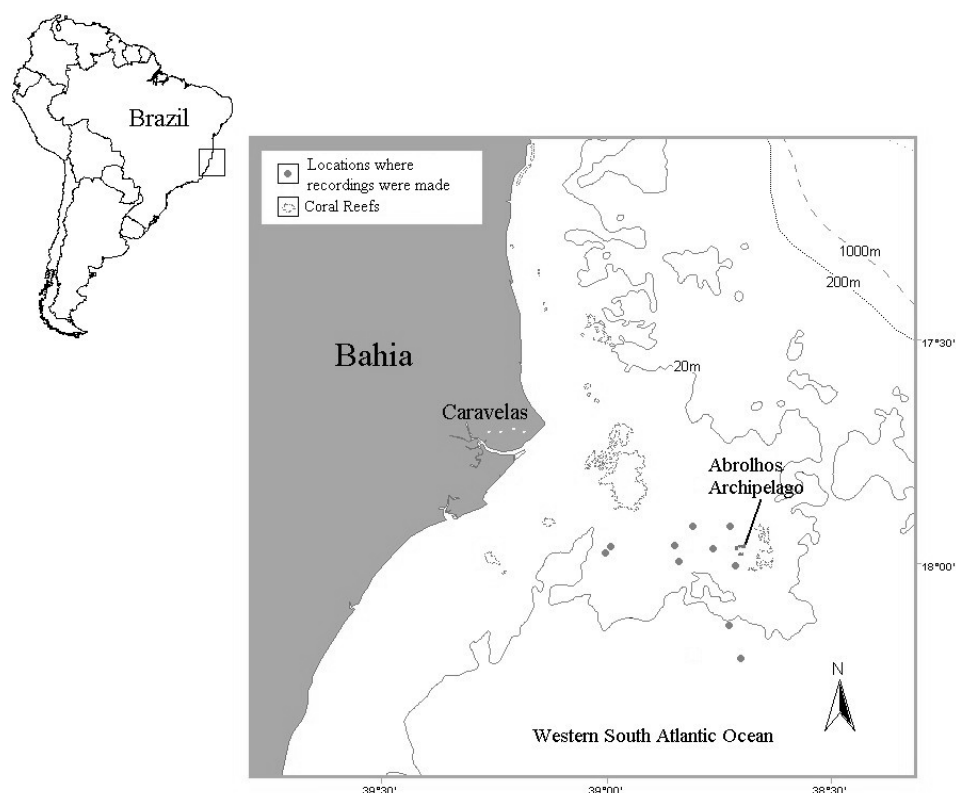 Brazil
Locations where
recordings were made
Coral Reefs
1000m
200m
17°30'
Bahia
20m
Caravelas
Abrolhos
Archipelago
18°00'
N
Western South Atlantic Ocean
39°30'
39°00'
38°30'